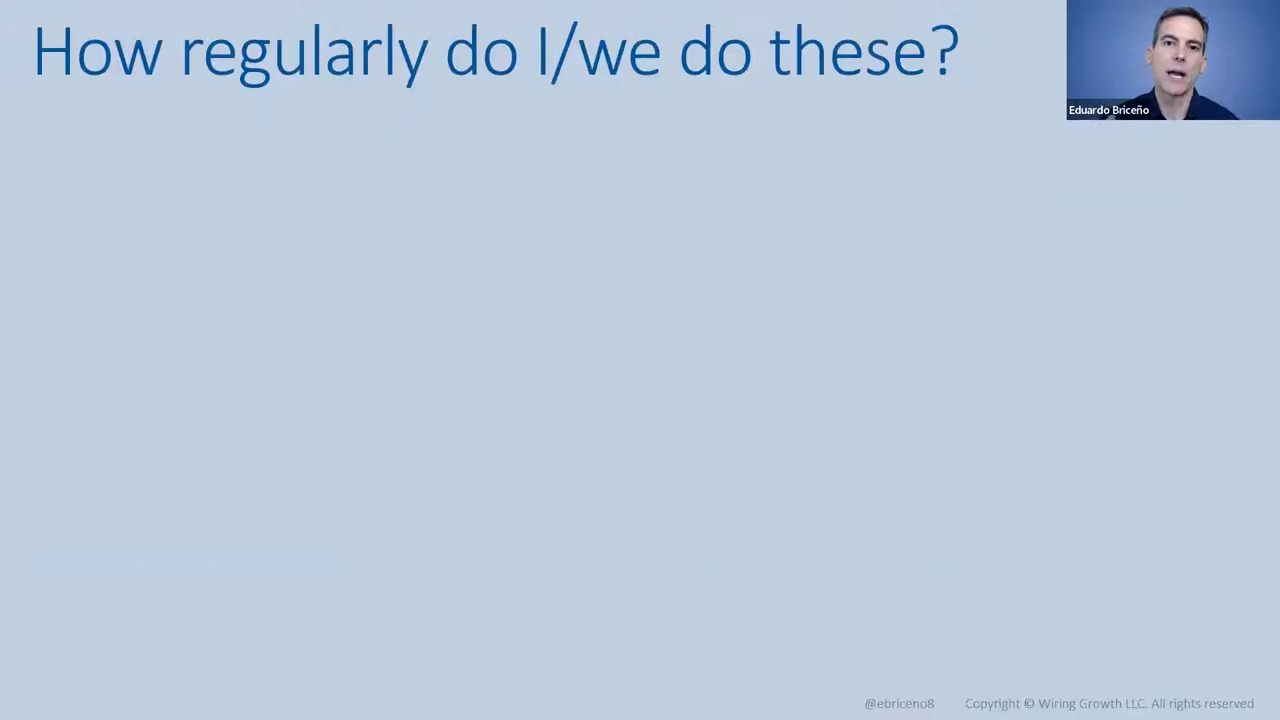 How regularly do I/we do these?
Eduardo Briceño
@ebriceno8 Copyright © Wiring Growth LLC. All rights reserved